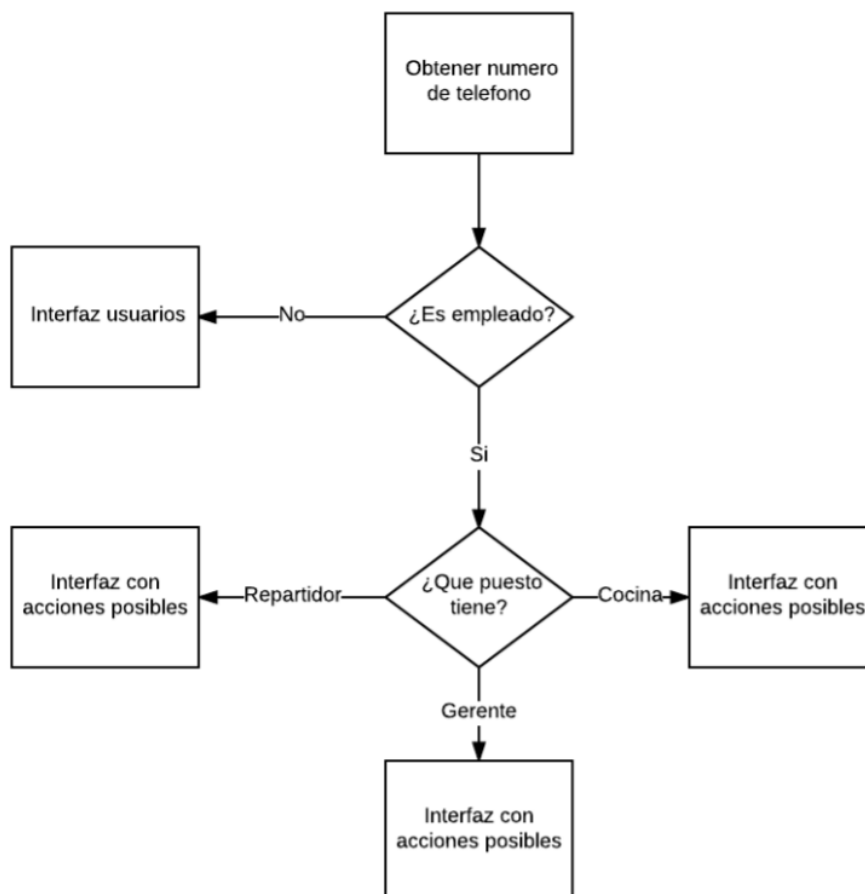 Obtener numero
de telefono
Interfaz usuarios
No
¿Es empleado?
Si
Interfaz con
acciones posibles
Repartidor
¿Que puesto
tiene?
Cocina
Interfaz con
acciones posibles
Gerente
Interfaz con
acciones posibles